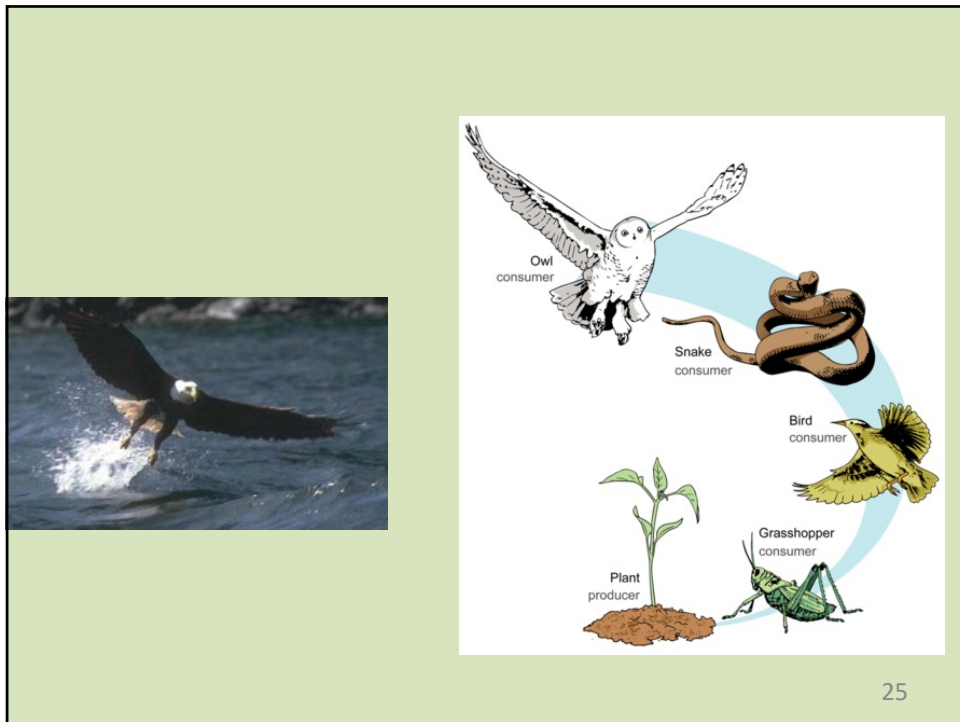 Owl
consumer
Snake
consumer
Bird
consumer
Grasshopper
consumer
Plant
producer
25